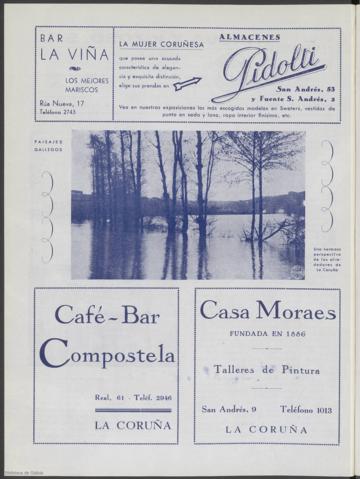 BAR
LA VIÑA
LOS MEJORES
MARISCOS
Rúa Nueva, 17
Teléfono 2743
LA MUJER CORUÑESA
que posee una acusada
característica de elegan-
cia y exquisita distinción,
elige sus prendas en
ALMACENES
Pidolti
San Andrés, 53
y Fuente S. Andrés, 2
Vea en nuestras exposiciones los más escogidos modelos en Sweters, vestidos de
punto en seda y lana, ropa interior finísima, etc.
PAISAJES
GALLEGOS
Una hermosa
perspectiva
de los alre-
dedores de
La Coruña
Café-Bar
Compostela
Real, 61 - Teléf. 2946
LA CORUÑA
Casa Moraes
FUNDADA EN 1886
Talleres de Pintura
San Andrés, 9 Teléfono 1013
LA CORUÑA
Biblioteca de Galicia